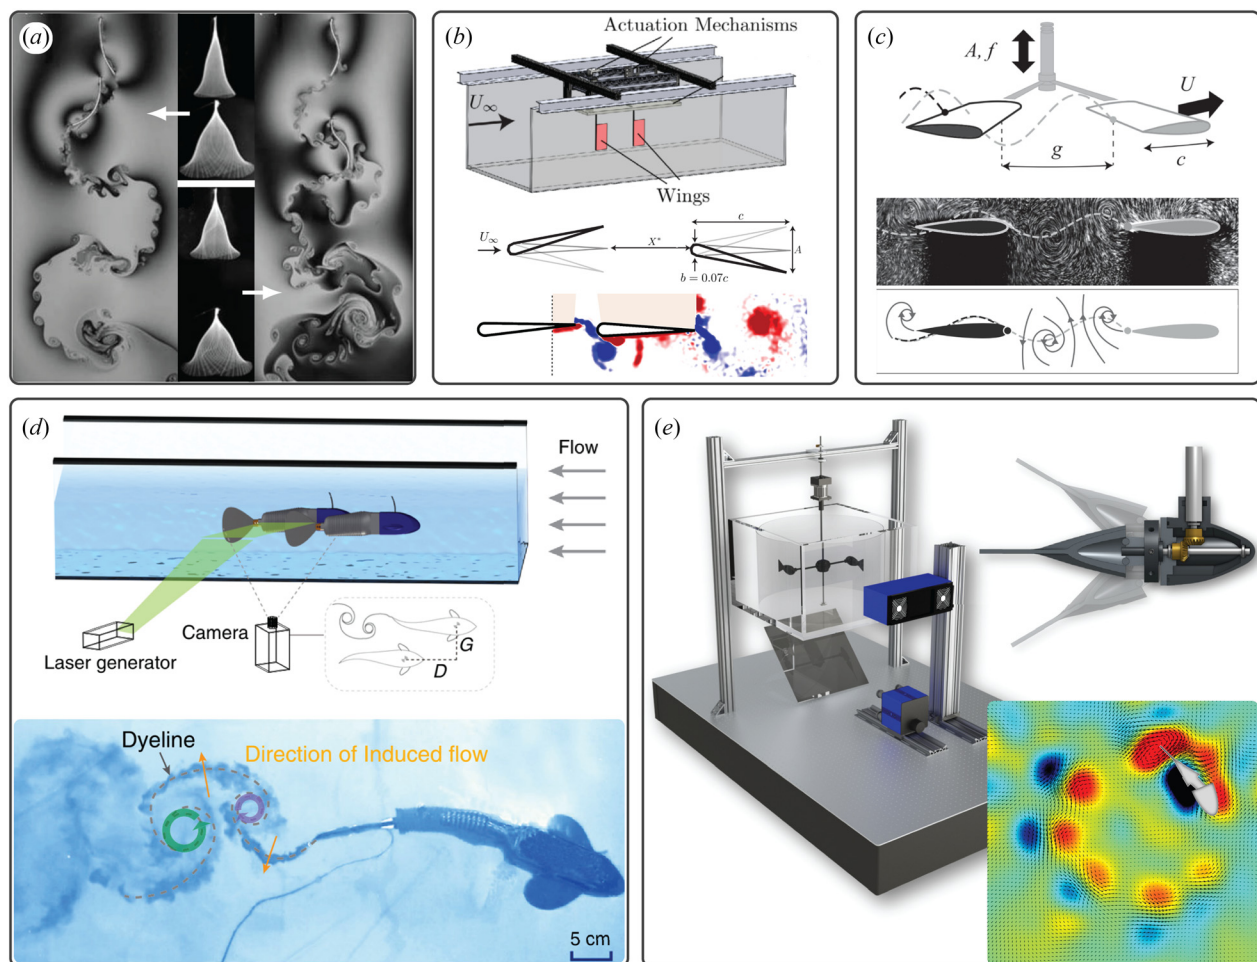 (a)
(b)
Actuation Mechanisms
U∞
Wings
U∞
X*
c
A
b = 0.07c
(c)
A, f
U
g
c
(d)
Flow
Camera
Laser generator
G
D
Dyeline
Direction of Induced flow
5 cm
(e)